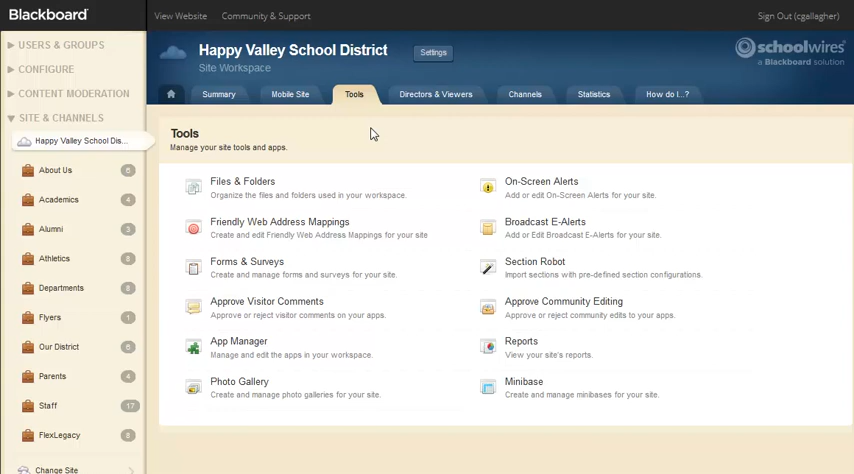 Blackboard
View Website
Community & Support
Sign Out (cgallagher)
USERS & GROUPS
CONFIGURE
CONTENT MODERATION
SITE & CHANNELS
Happy Valley School Dis...
About Us 6
Academics 4
Alumni 3
Athletics 8
Departments 8
Flyers 1
Our District 6
Parents 4
Staff 17
FlexLegacy 8
Change Site
Happy Valley School District
Settings
Site Workspace
schoolwires
a Blackboard solution
Summary
Mobile Site
Tools
Directors & Viewers
Channels
Statistics
How do I...?
Tools
Manage your site tools and apps.
Files & Folders
Organize the files and folders used in your workspace.
On-Screen Alerts
Add or edit On-Screen Alerts for your site.
Friendly Web Address Mappings
Create and edit Friendly Web Address Mappings for your site
Broadcast E-Alerts
Add or Edit Broadcast E-Alerts for your site.
Forms & Surveys
Create and manage forms and surveys for your site.
Section Robot
Import sections with pre-defined section configurations.
Approve Visitor Comments
Approve or reject visitor comments on your apps.
Approve Community Editing
Approve or reject community edits to your apps.
App Manager
Manage and edit the apps in your workspace.
Reports
View your site's reports.
Photo Gallery
Create and manage photo galleries for your site.
Minibase
Create and manage minibases for your site.